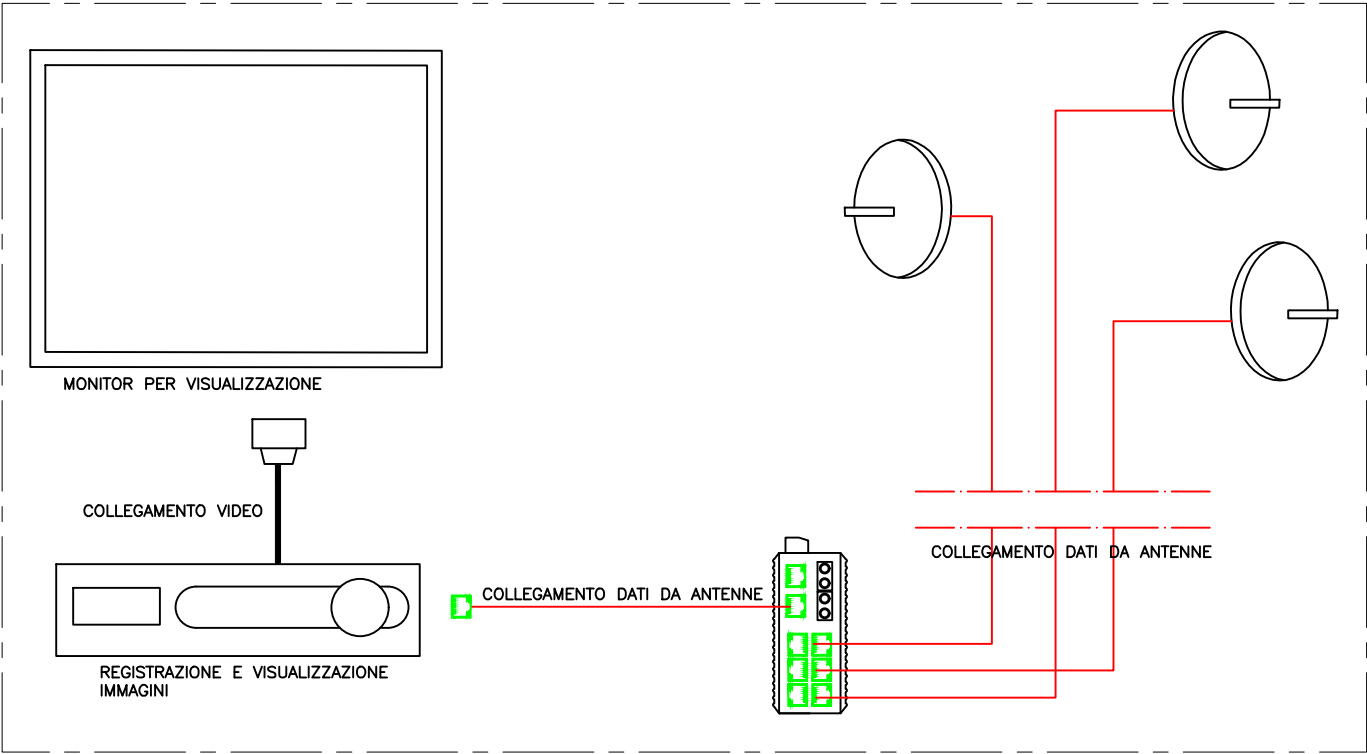 MONITOR PER VISUALIZZAZIONE
COLLEGAMENTO VIDEO
REGISTRAZIONE E VISUALIZZAZIONE
IMMAGINI
COLLEGAMENTO DATI DA ANTENNE
COLLEGAMENTO DATI DA ANTENNE